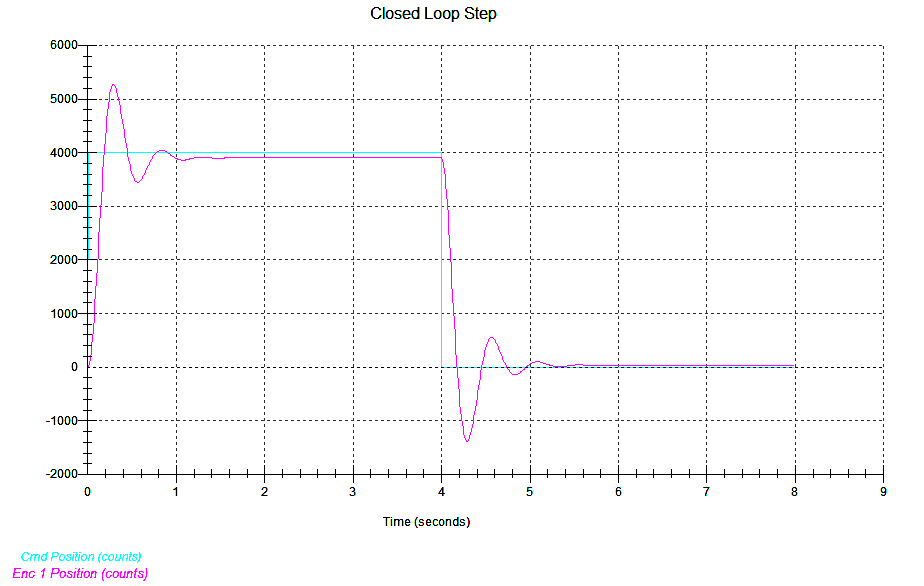 Closed Loop Step
6000
5000
4000
3000
2000
1000
0
-1000
-2000
0 1 2 3 4 5 6 7 8 9
Time (seconds)
Cmd Position (counts)
Enc 1 Position (counts)